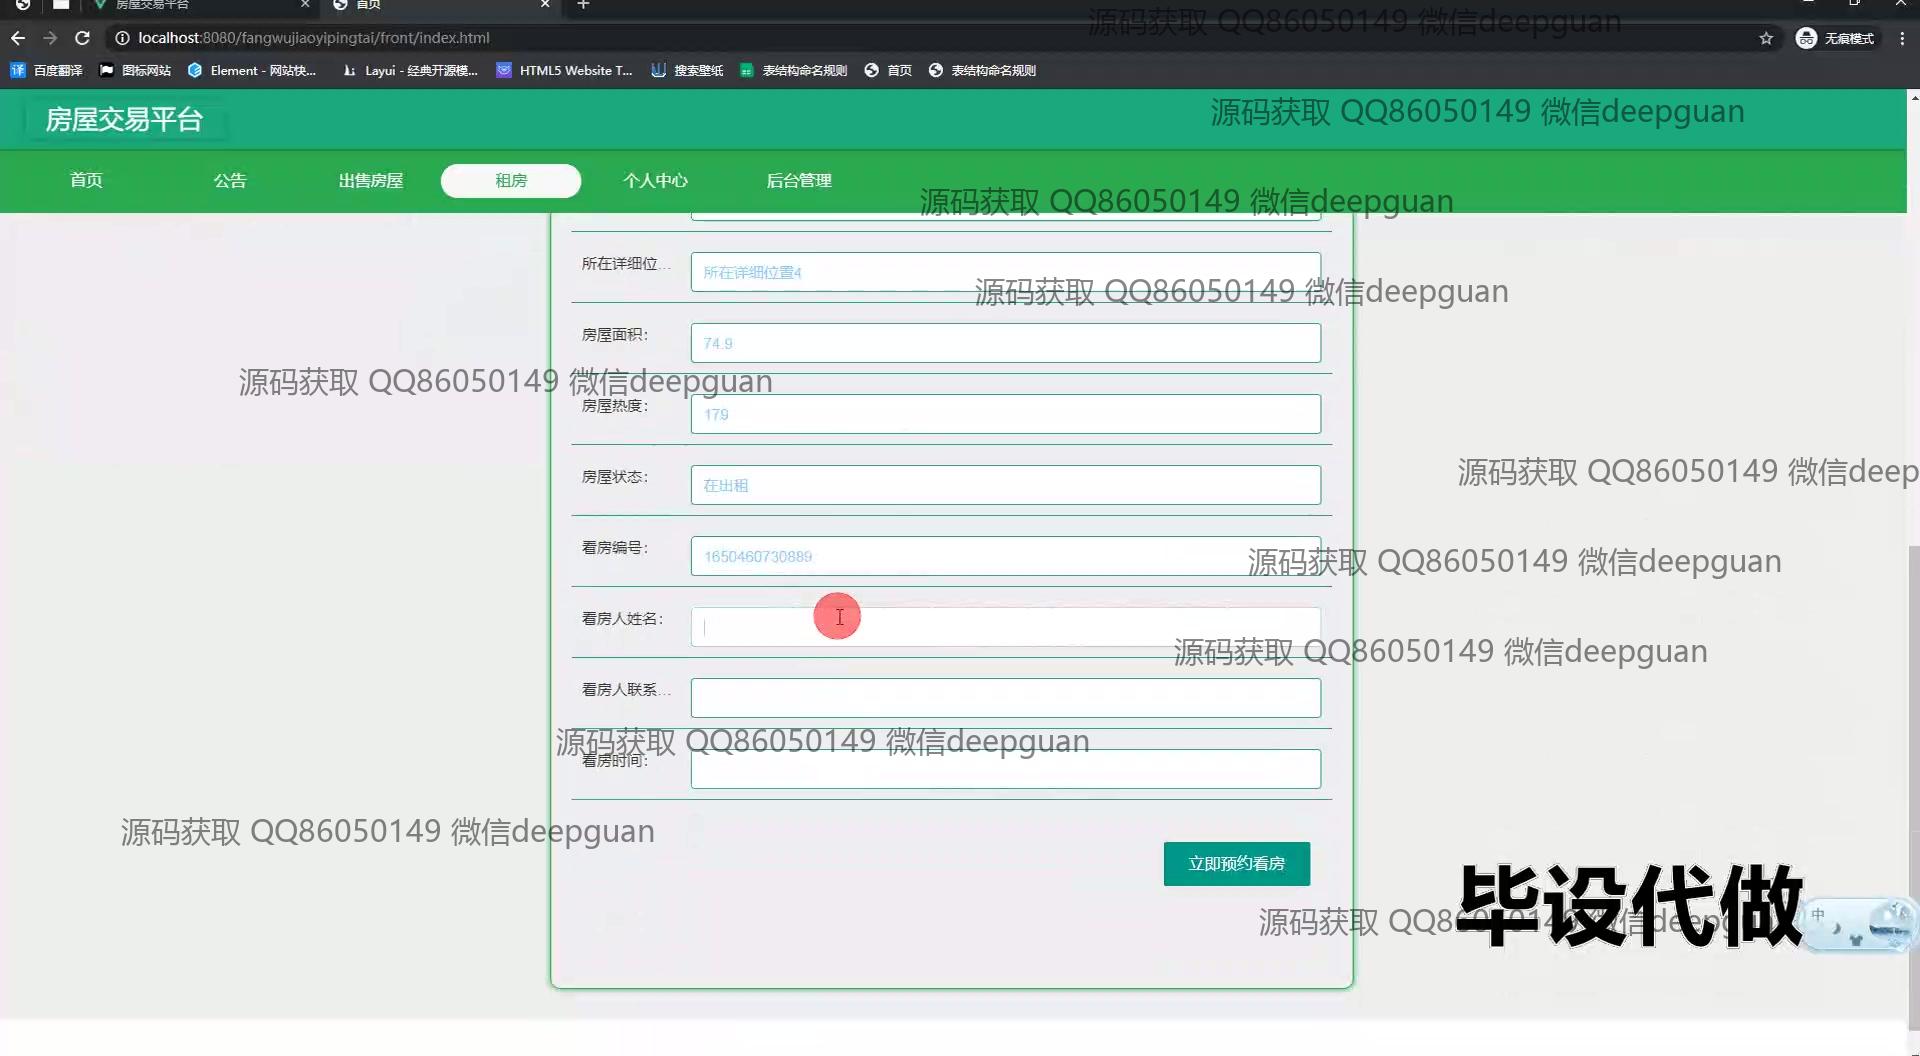 房屋交易平台
首页
源码获取 QQ86050149 微信deepguan
localhost:8080/fangwujiaoyipingtai/front/index.html
无痕模式
百度翻译
图标网站
Element - 网站快...
Layui - 经典开源模...
HTML5 Website T...
搜索壁纸
表结构命名规则
首页
表结构命名规则
房屋交易平台
源码获取 QQ86050149 微信deepguan
首页
公告
出售房屋
租房
个人中心
后台管理
源码获取 QQ86050149 微信deepguan
所在详细位...
所在详细位置4
源码获取 QQ86050149 微信deepguan
房屋面积：
74.9
源码获取 QQ86050149 微信deepguan
房屋热度：
179
源码获取 QQ86050149 微信deep
房屋状态：
在出租
看房编号：
1650460730889
源码获取 QQ86050149 微信deepguan
看房人姓名：
源码获取 QQ86050149 微信deepguan
看房人联系...
源码获取 QQ86050149 微信deepguan
看房时间：
源码获取 QQ86050149 微信deepguan
立即预约看房
毕设代做
中
源码获取 QQ86050149 微信deepguan